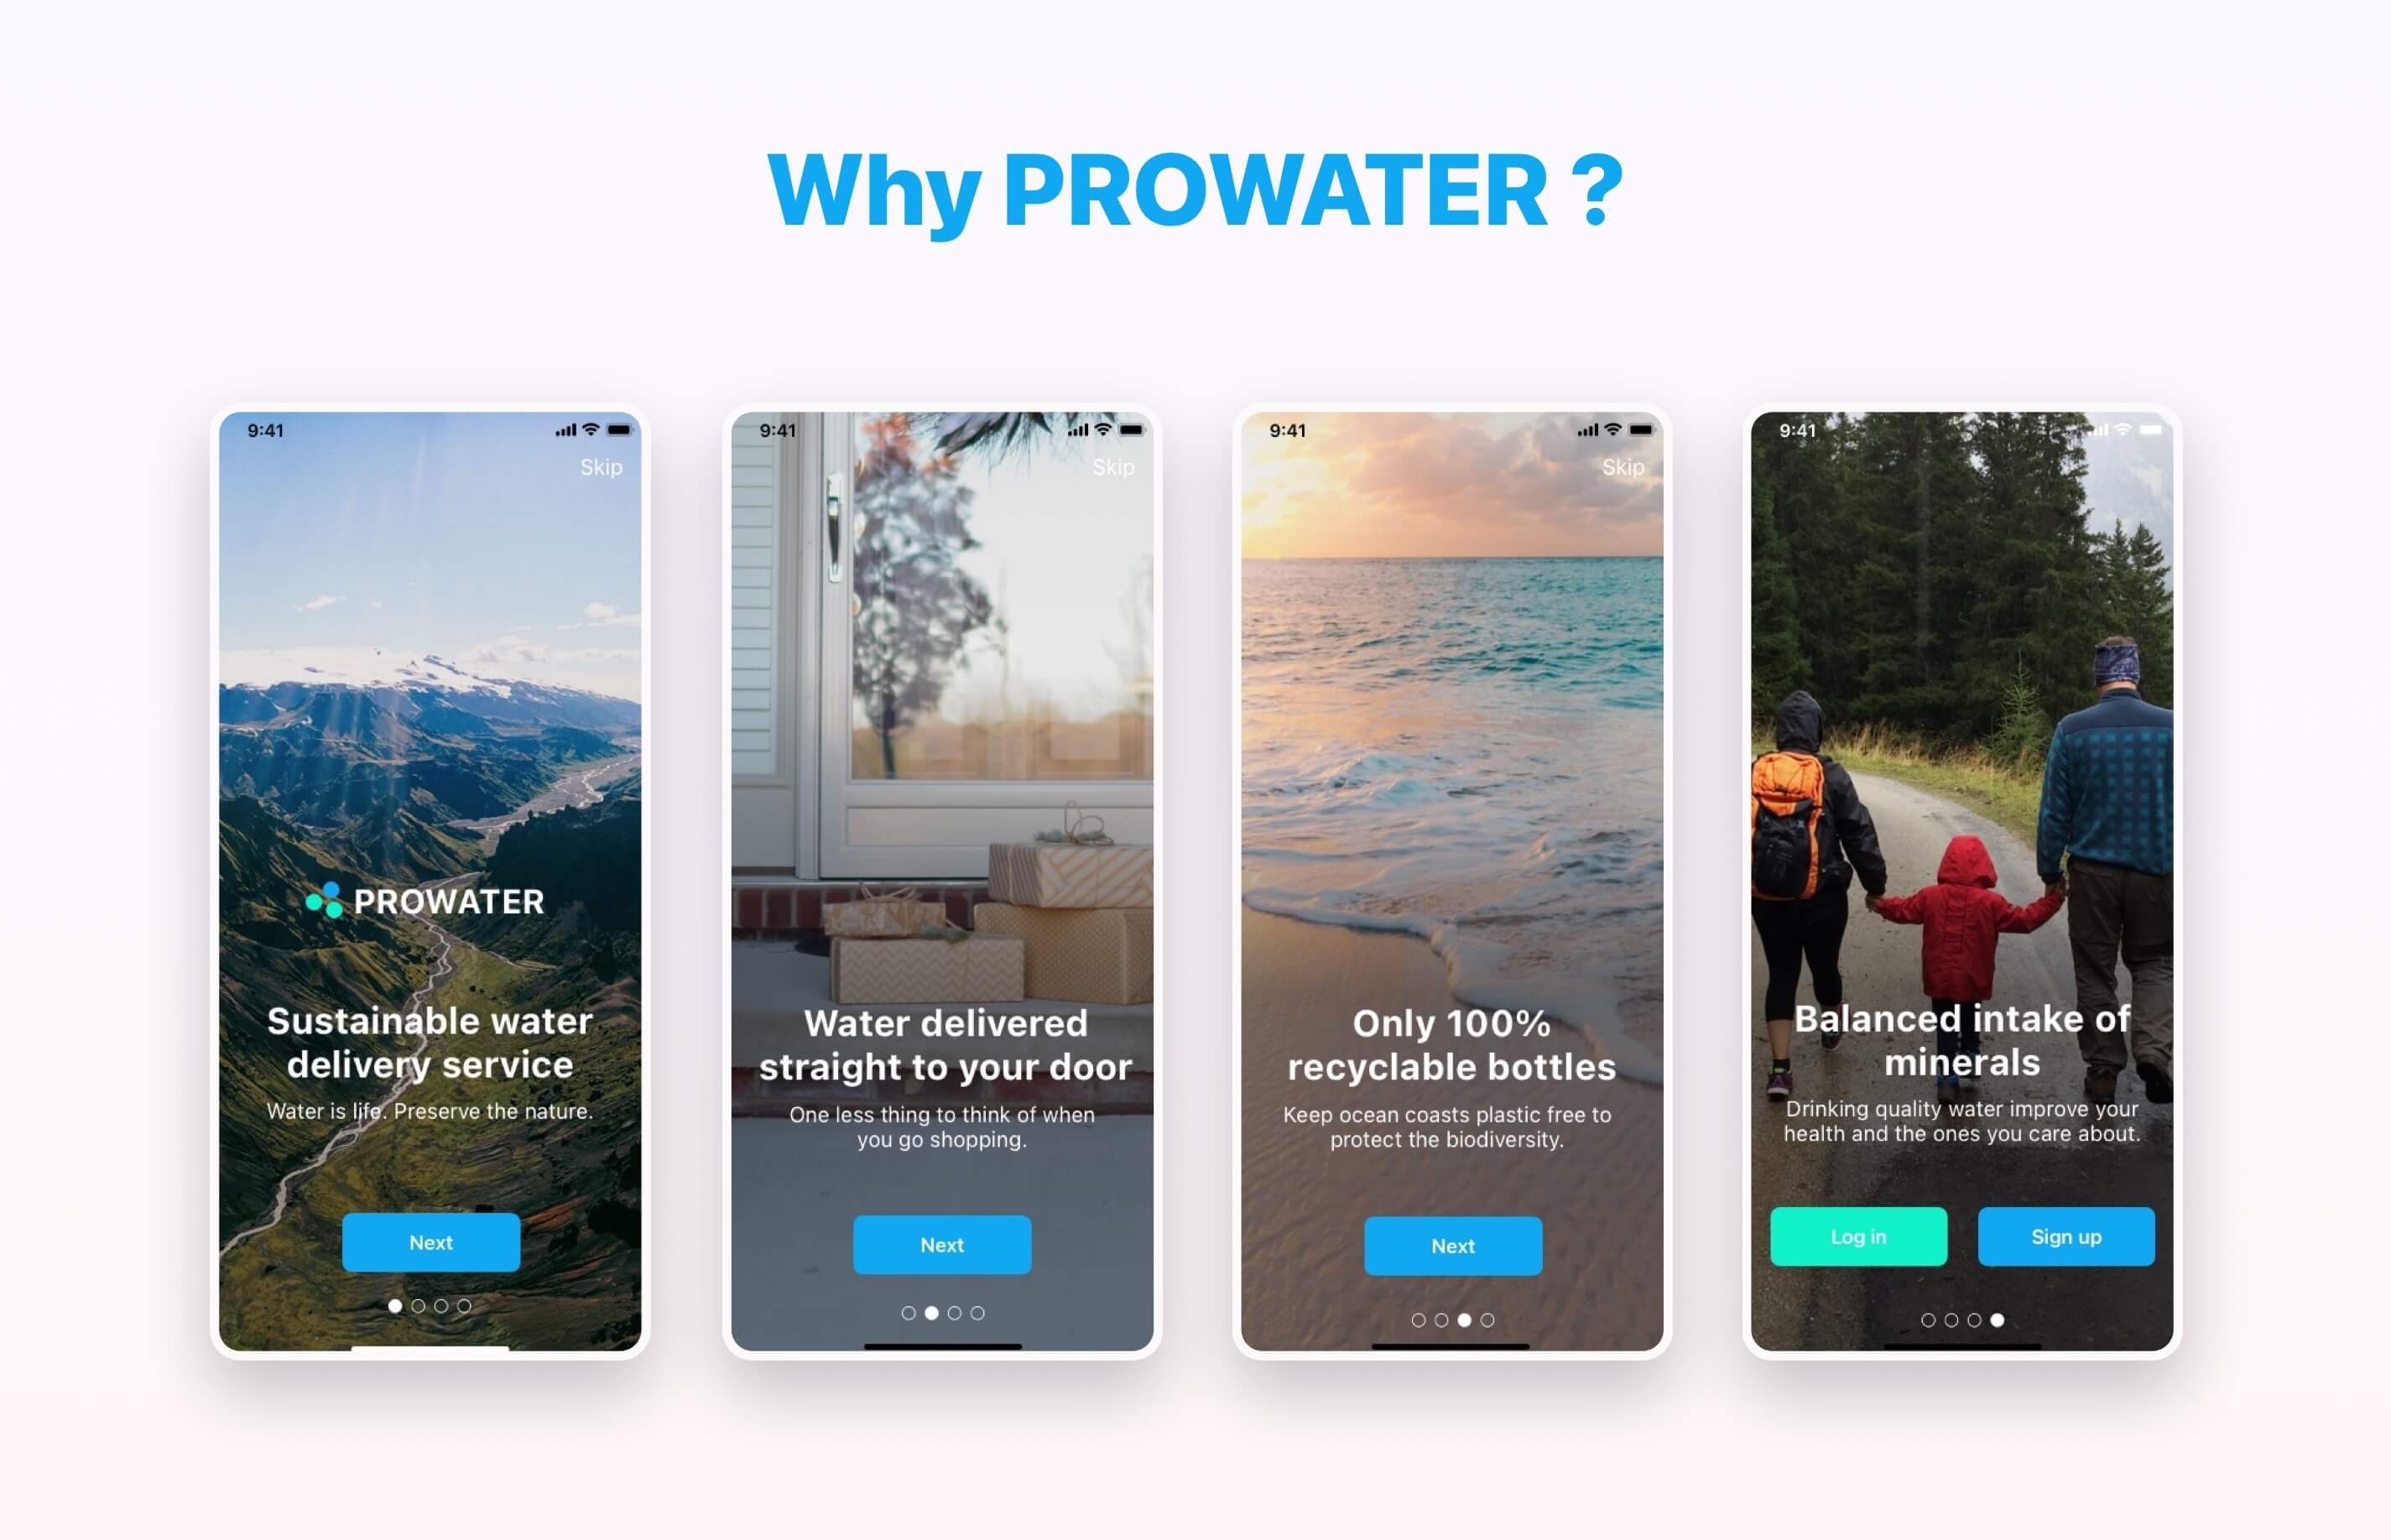 Why PROWATER ?
9:41
Skip
PROWATER
Sustainable water
delivery service
Water is life. Preserve the nature.
Next
9:41
Skip
Water delivered
straight to your door
One less thing to think of when
you go shopping.
Next
9:41
Skip
Only 100%
recyclable bottles
Keep ocean coasts plastic free to
protect the biodiversity.
Next
9:41
Balanced intake of
minerals
Drinking quality water improve your
health and the ones you care about.
Log in
Sign up